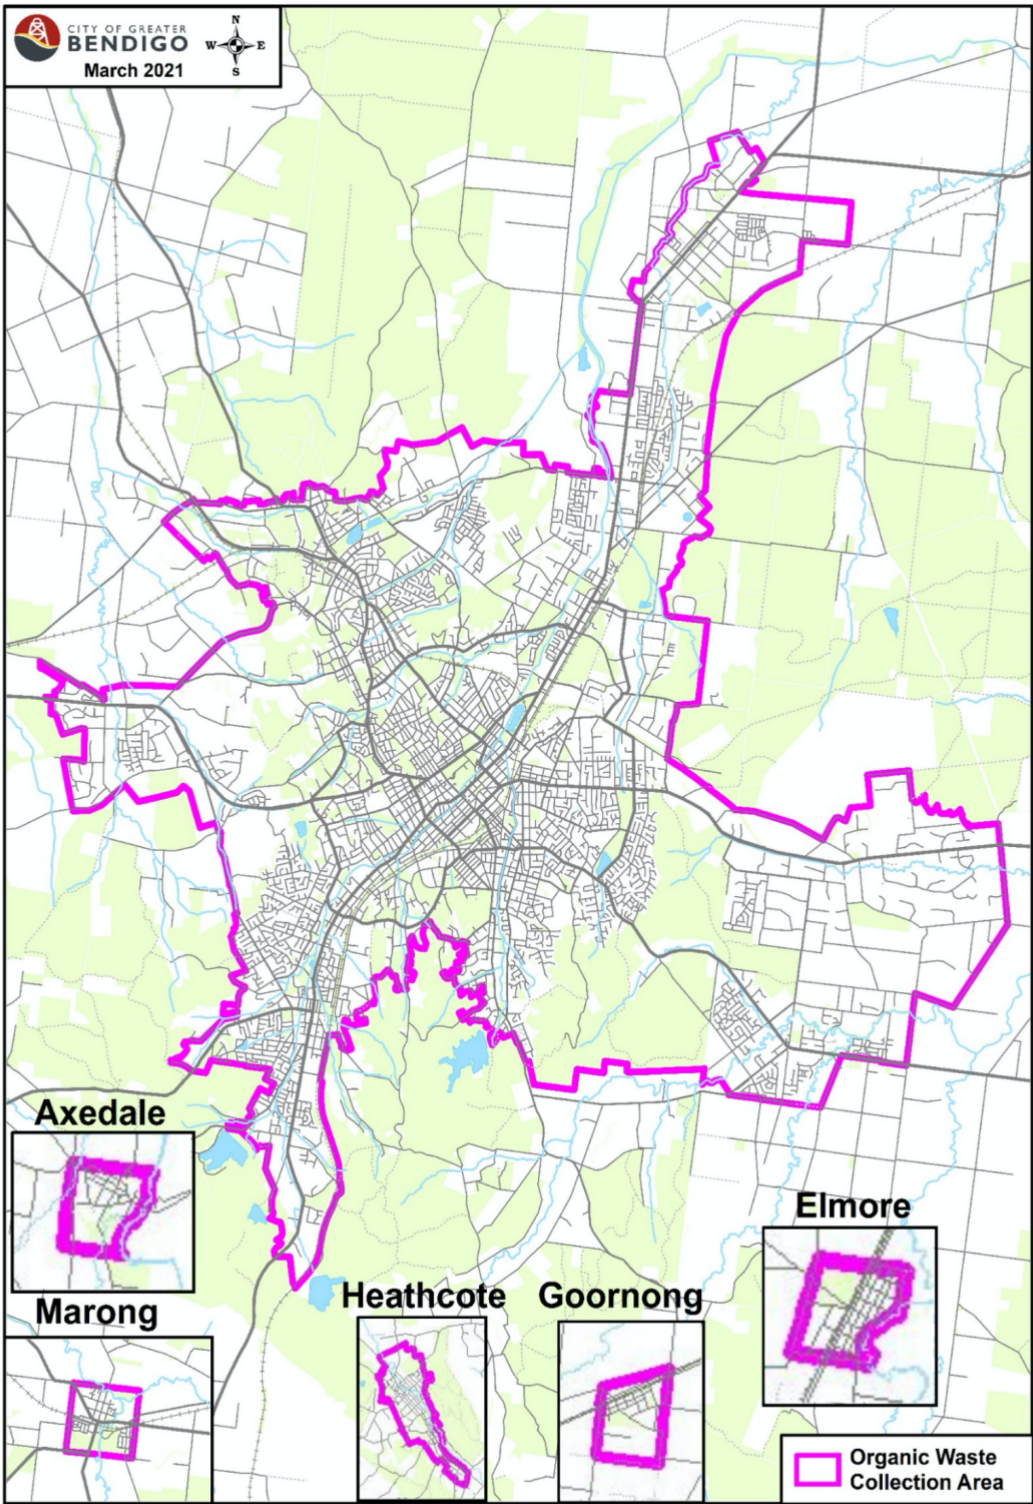 CITY OF GREATER
BENDIGO
March 2021
N
W E
S
Axedale
Marong
Heathcote
Goornong
Elmore
Organic Waste
Collection Area